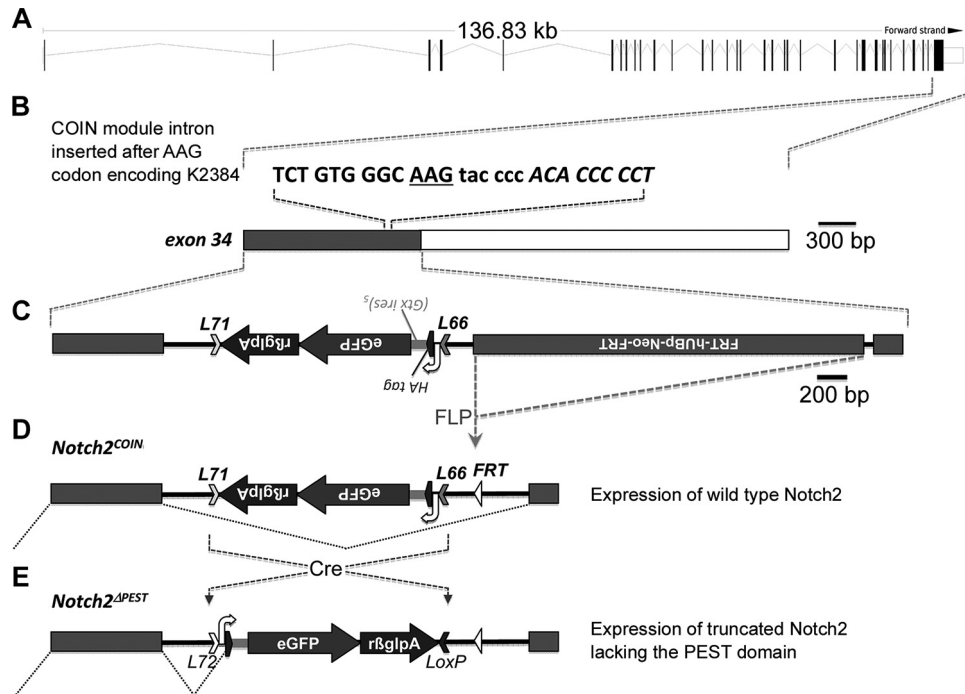 A
136.83 kb
Forward strand
B
COIN module intron
inserted after AAG
codon encoding K2384
TCT GTG GGC AAG tac ccc ACA CCC CCT
exon 34
300 bp
C
L71
rßglpA
eGFP
(Gtx ires)5
HA tag
L66
FRT-hUBp-Neo-FRT
200 bp
FLP
D
Notch2COIN
L71
rßglpA
eGFP
L66
FRT
Expression of wild type Notch2
Cre
E
Notch2ΔPEST
L72
eGFP
rßglpA
LoxP
Expression of truncated Notch2
lacking the PEST domain